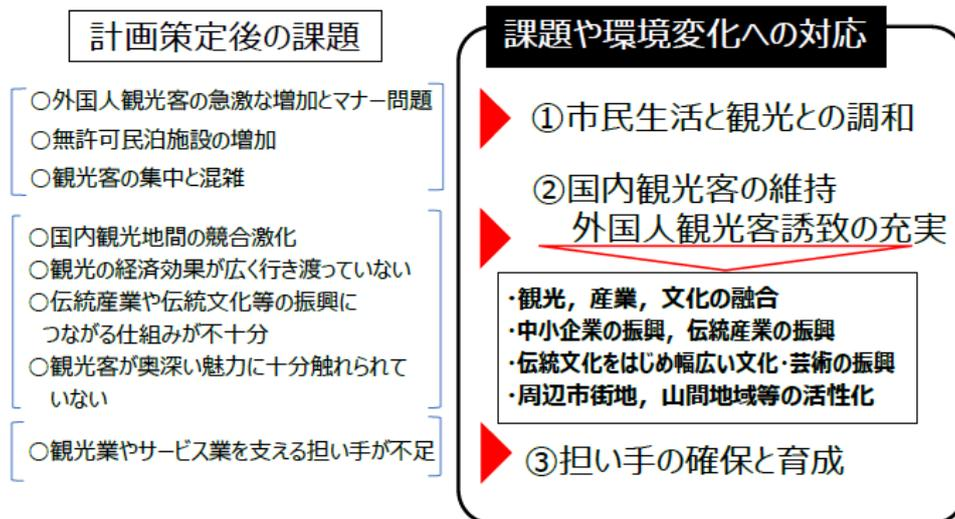 計画策定後の課題
○外国人観光客の急激な増加とマナー問題
○無許可民泊施設の増加
○観光客の集中と混雑
○国内観光地間の競合激化
○観光の経済効果が広く行き渡っていない
○伝統産業や伝統文化等の振興に
つながる仕組みが不十分
○観光客が奥深い魅力に十分触れられて
いない
○観光業やサービス業を支える担い手が不足
課題や環境変化への対応
①市民生活と観光との調和
②国内観光客の維持
外国人観光客誘致の充実
・観光，産業，文化の融合
・中小企業の振興，伝統産業の振興
・伝統文化をはじめ幅広い文化・芸術の振興
・周辺市街地，山間地域等の活性化
③担い手の確保と育成